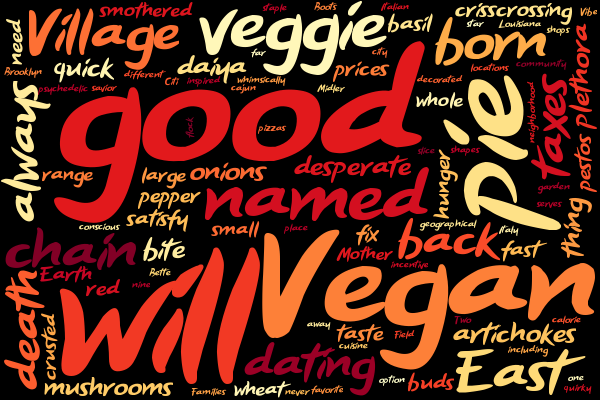 smothered
staple
Boots
Italian
crisscrossing
Vibe
need
Village
veggie
basil
star
Louisiana
shops
born
far
city
Brooklyn
quick
different
daiya
Citi
inspired
whimsically
prices
decorated
locations
community
psychedelic
savior
cajun
Midler
whole
always
good
flock
pizzas
pie
neighborhood
taxes
Plethora
pestos
slice
shapes
range
large
onions
desperate
hunger
garden
pepper
named
serves
thing
satisfy
conscious
small
place
geographical
Italy
fix
back
fast
chain
bite
Mother
incentive
Earth
Bette
red
nine
will
Vegan
death
crusted
away
taste
Field
Two
calorie
cuisine
artichokes
including
dating
East
option
buds
one
quirky
mushrooms
Families
wheat
never
favorite